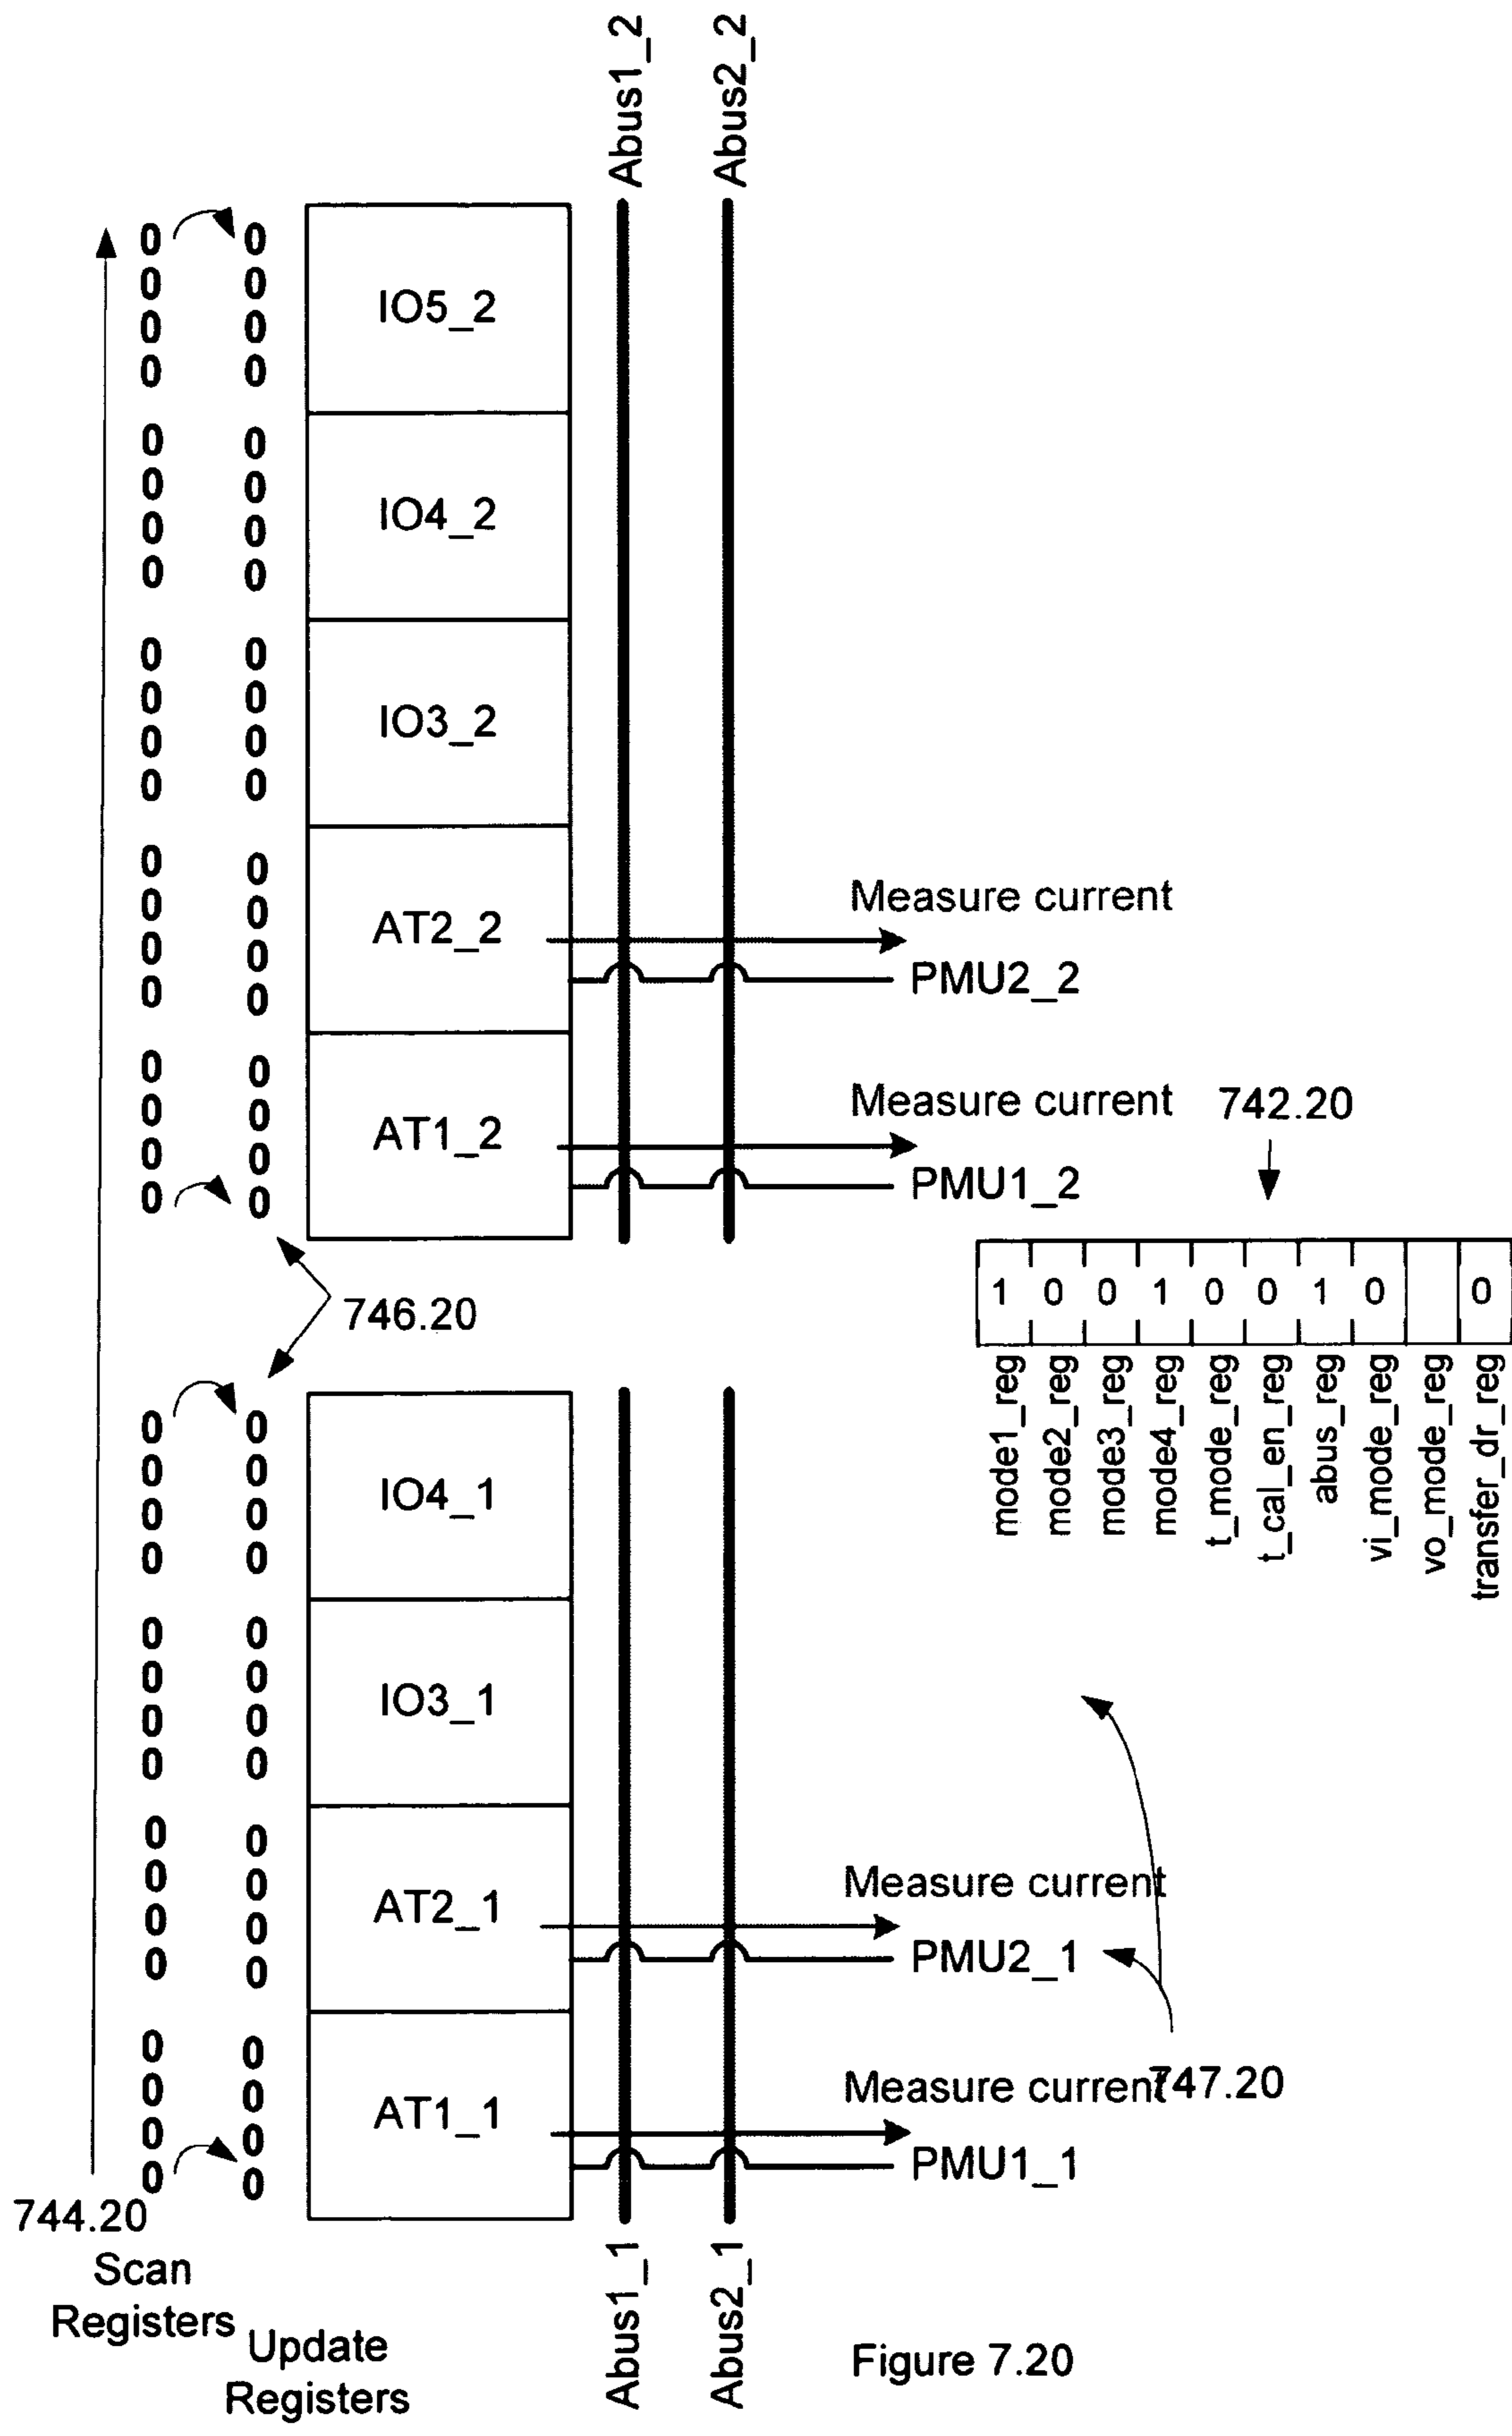 Abus1_2
Abus2_2
0 0
0 0
0 0
0 0
IO5_2
0 0
0 0
0 0
0 0
IO4_2
0 0
0 0
0 0
0 0
IO3_2
0 0
0 0
0 0
0 0
AT2_2
Measure current
PMU2_2
0 0
0 0
0 0
0 0
AT1_2
Measure current
PMU1_2
742.20
746.20
1 0 0 1 0 0 1 0 0
mode1_reg
mode2_reg
mode3_reg
mode4_reg
t_mode_reg
t_cal_en_reg
abus_reg
vi_mode_reg
vo_mode_reg
transfer_dr_reg
0 0
0 0
0 0
0 0
IO4_1
0 0
0 0
0 0
0 0
IO3_1
0 0
0 0
0 0
0 0
AT2_1
Measure current
PMU2_1
0 0
0 0
0 0
0 0
AT1_1
Measure current
747.20
PMU1_1
744.20
Scan
Registers
Update
Registers
Abus1_1
Abus2_1
Figure 7.20